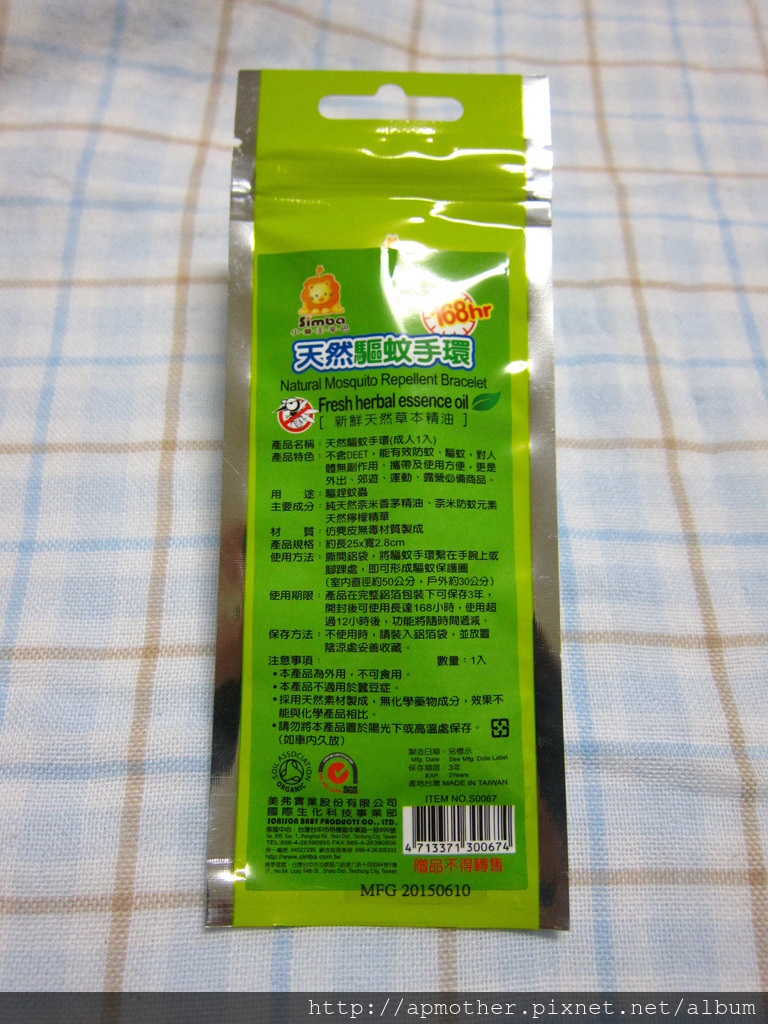 Simba
小獅王辛巴
168hr
天然驅蚊手環
Natural Mosquito Repellent Bracelet
Fresh herbal essence oil
[ 新鮮天然草本精油 ]
產品名稱：天然驅蚊手環(成人1入)
產品特色：不含DEET，能有效防蚊、驅蚊，對人
體無副作用。攜帶及使用方便，更是
外出、郊遊、運動、露營必備商品。
用　　途：驅趕蚊蟲
主要成分：純天然奈米香茅精油、奈米防蚊元素
天然檸檬精華
材　　質：仿麂皮無毒材質製成
產品規格：約長25x寬2.8cm
使用方法：撕開鋁袋，將驅蚊手環繫在手腕上或
腳踝處，即可形成驅蚊保護圈
（室內直徑約50公分，戶外約30公分）
使用期限：產品在完整鋁箔包裝下可保存3年，
開封後可使用長達168小時，使用超
過12小時後，功能將隨時間遞減。
保存方法：不使用時，請裝入鋁箔袋，並放置
陰涼處妥善收藏。
注意事項：　數量：1入
•本產品為外用，不可食用。
•本產品不適用於蠶豆症。
•採用天然素材製成，無化學藥物成分，效果不
能與化學產品相比。
•請勿將本產品置於陽光下或高溫處保存。
（如車內久放）
製造日期：另標示
Mfg. Date　See Mfg. Date Label
保存期限：3年
EXP.　3Years
產地台灣 MADE IN TAIWAN
SOIL ASSOCIATION
ORGANIC
SGS
ITEM NO.S0067
美弗實業股份有限公司
國際生化科技事業部
SONISON BABY PRODUCTS CO., LTD.
TEL:886-4-26390955 FAX:886-4-26390956
http://www.simba.com.tw
4 713371 300674
贈品不得轉售
MFG 20150610
http://apmother.pixnet.net/album